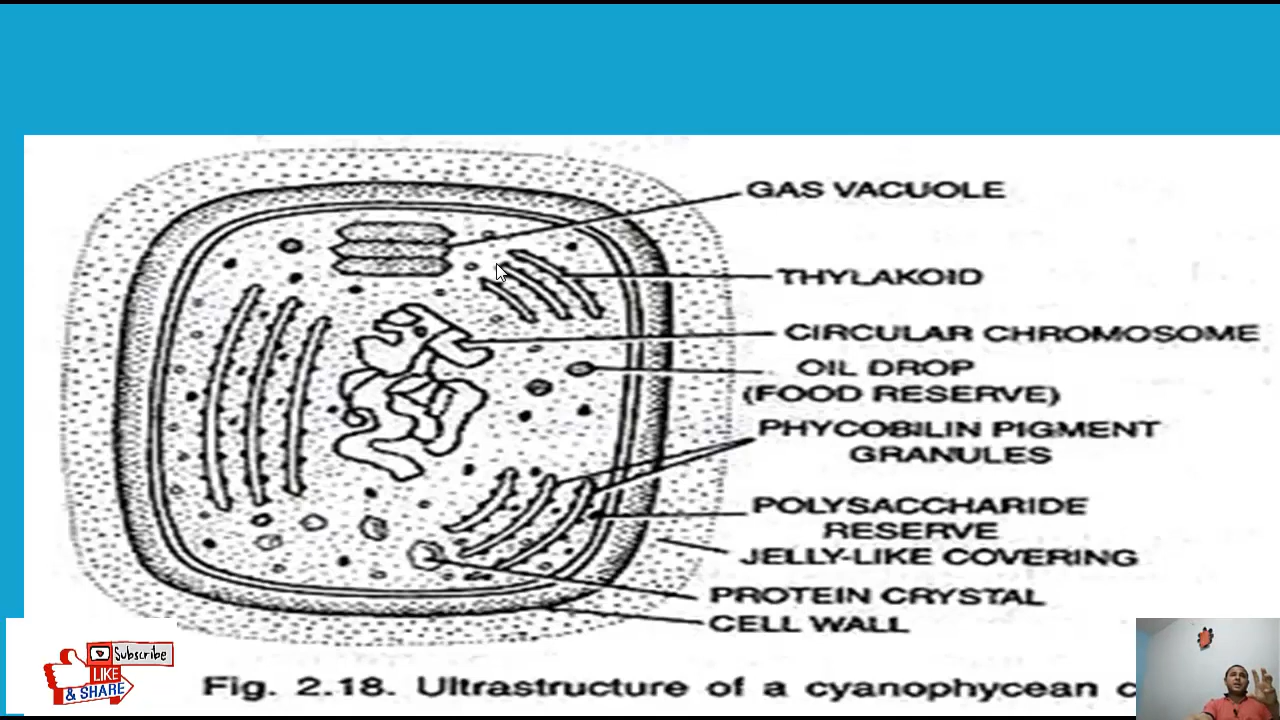 GAS VACUOLE
THYLAKOID
CIRCULAR CHROMOSOME
OIL DROP
(FOOD RESERVE)
PHYCOBILIN PIGMENT
GRANULES
POLYSACCHARIDE
RESERVE
JELLY-LIKE COVERING
PROTEIN CRYSTAL
CELL WALL
Subscribe
LIKE
& SHARE
Fig. 2.18. Ultrastructure of a cyanophycean c